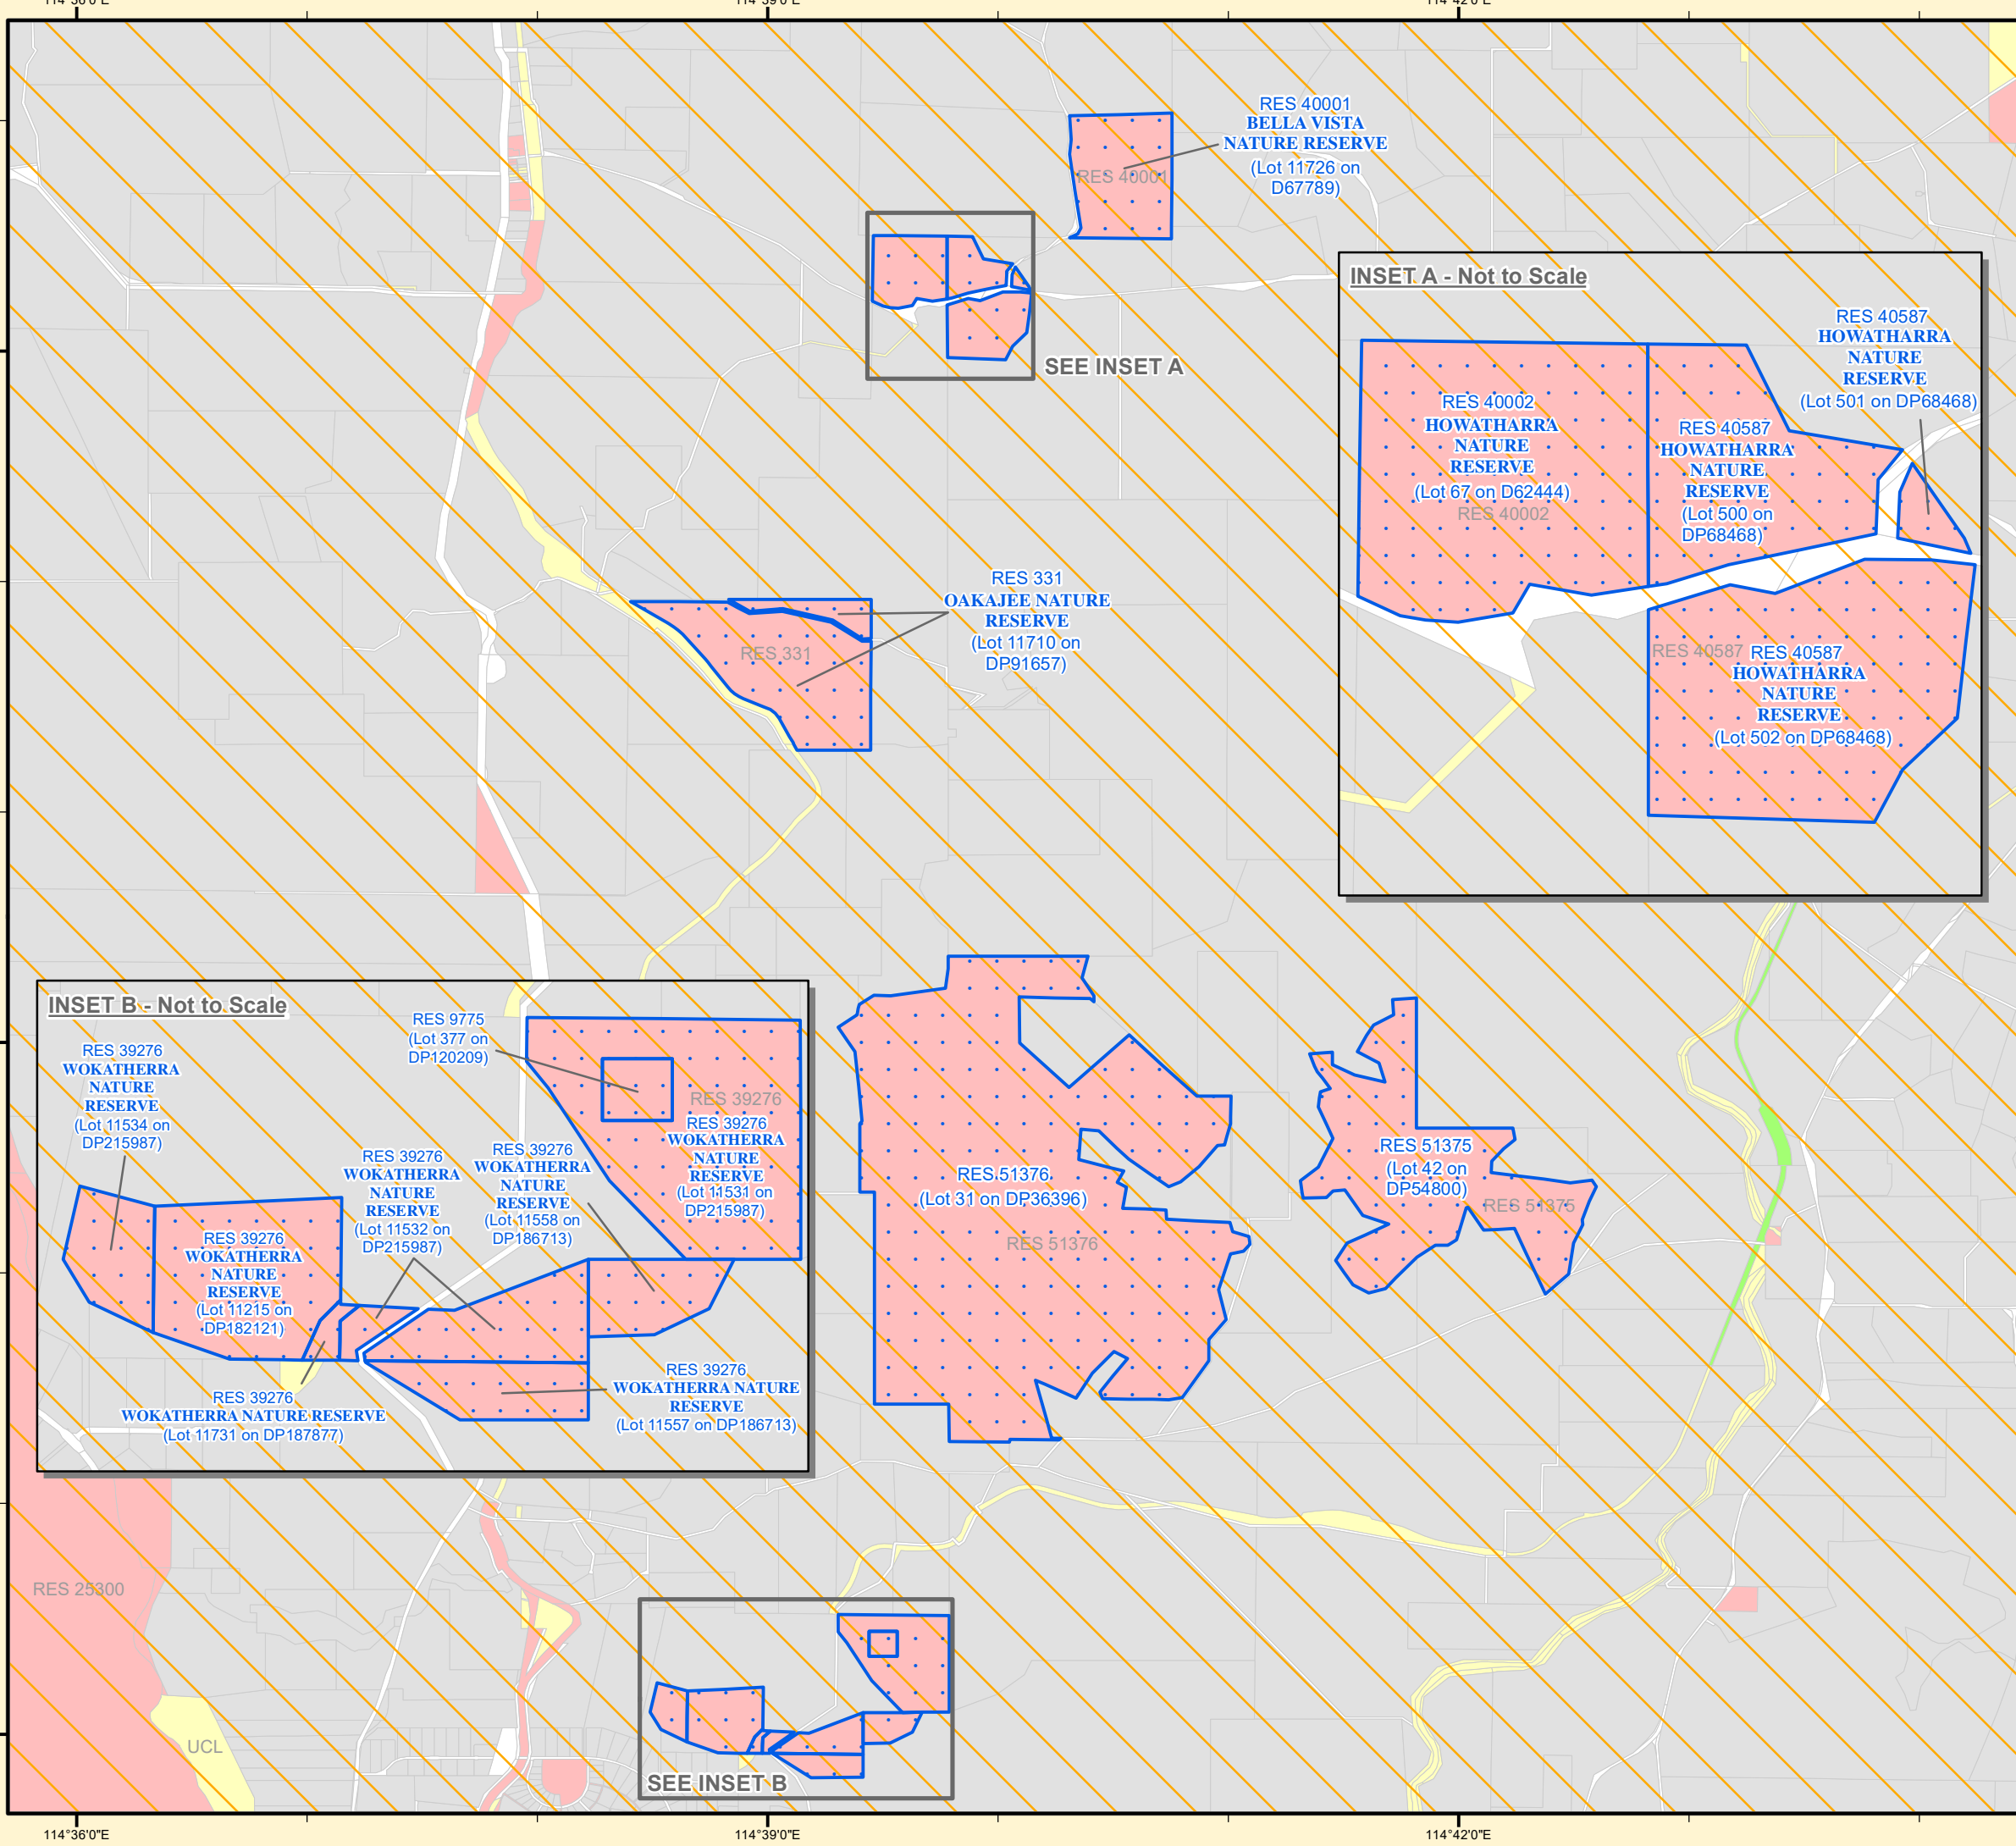 114°36'0"E
114°39'0"E
114°42'0"E
RES 40001
BELLA VISTA
NATURE RESERVE
(Lot 11726 on
D67789)
RES 40001
SEE INSET A
INSET A - Not to Scale
RES 40587
HOWATHARRA
NATURE
RESERVE
(Lot 501 on DP68468)
RES 40002
HOWATHARRA
NATURE
RESERVE
(Lot 67 on D62444)
RES 40002
RES 40587
HOWATHARRA
NATURE
RESERVE
(Lot 500 on
DP68468)
RES 40587
RES 40587
HOWATHARRA
NATURE
RESERVE
(Lot 502 on DP68468)
RES 331
OAKAJEE NATURE
RESERVE
(Lot 11710 on
DP91657)
RES 331
INSET B - Not to Scale
RES 39276
WOKATHERRA
NATURE
RESERVE
(Lot 11534 on
DP215987)
RES 9775
(Lot 377 on
DP120209)
RES 39276
RES 39276
WOKATHERRA
NATURE
RESERVE
(Lot 11531 on
DP215987)
RES 39276
WOKATHERRA
NATURE
RESERVE
(Lot 11558 on
DP186713)
RES 39276
WOKATHERRA
NATURE
RESERVE
(Lot 11532 on
DP215987)
RES 39276
WOKATHERRA
NATURE
RESERVE
(Lot 11215 on
DP182121)
RES 39276
WOKATHERRA NATURE RESERVE
(Lot 11731 on DP187877)
RES 39276
WOKATHERRA NATURE
RESERVE
(Lot 11557 on DP186713)
RES 51376
(Lot 31 on DP36396)
RES 51376
RES 51375
(Lot 42 on
DP54800)
RES 51375
RES 25300
UCL
SEE INSET B
114°36'0"E
114°39'0"E
114°42'0"E